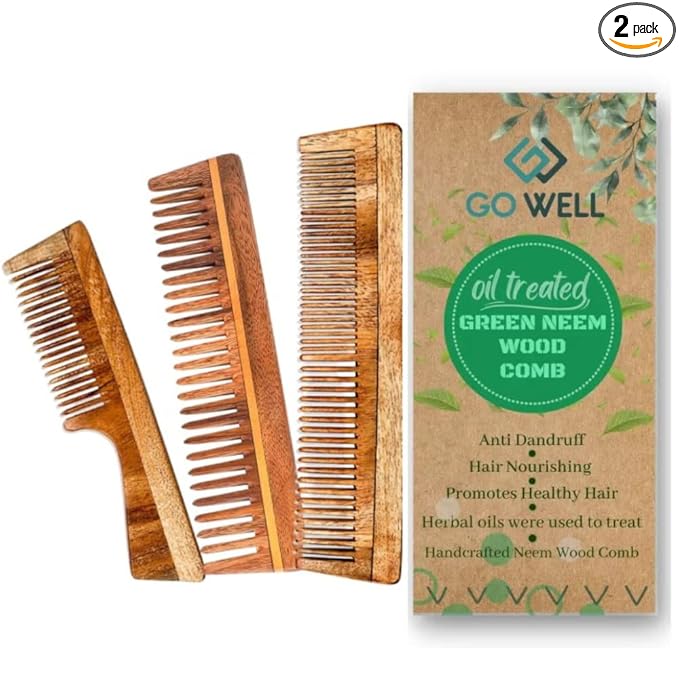 2 pack
GO WELL
oil treated
GREEN NEEM
WOOD
COMB
Anti Dandruff
Hair Nourishing
Promotes Healthy Hair
Herbal oils were used to treat
Handcrafted Neem Wood Comb